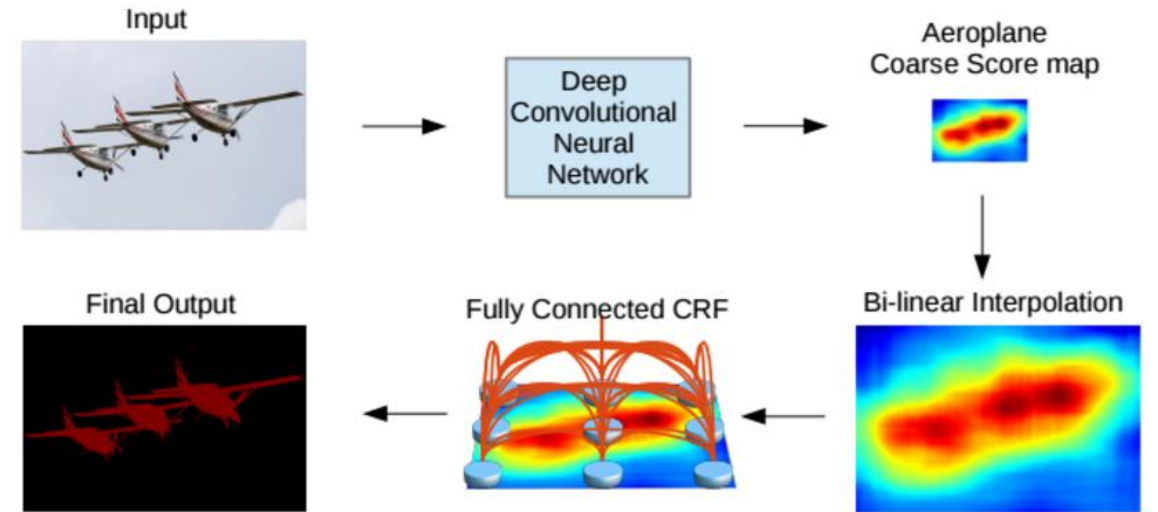 Input
Deep
Convolutional
Neural
Network
Aeroplane
Coarse Score map
Bi-linear Interpolation
Fully Connected CRF
Final Output